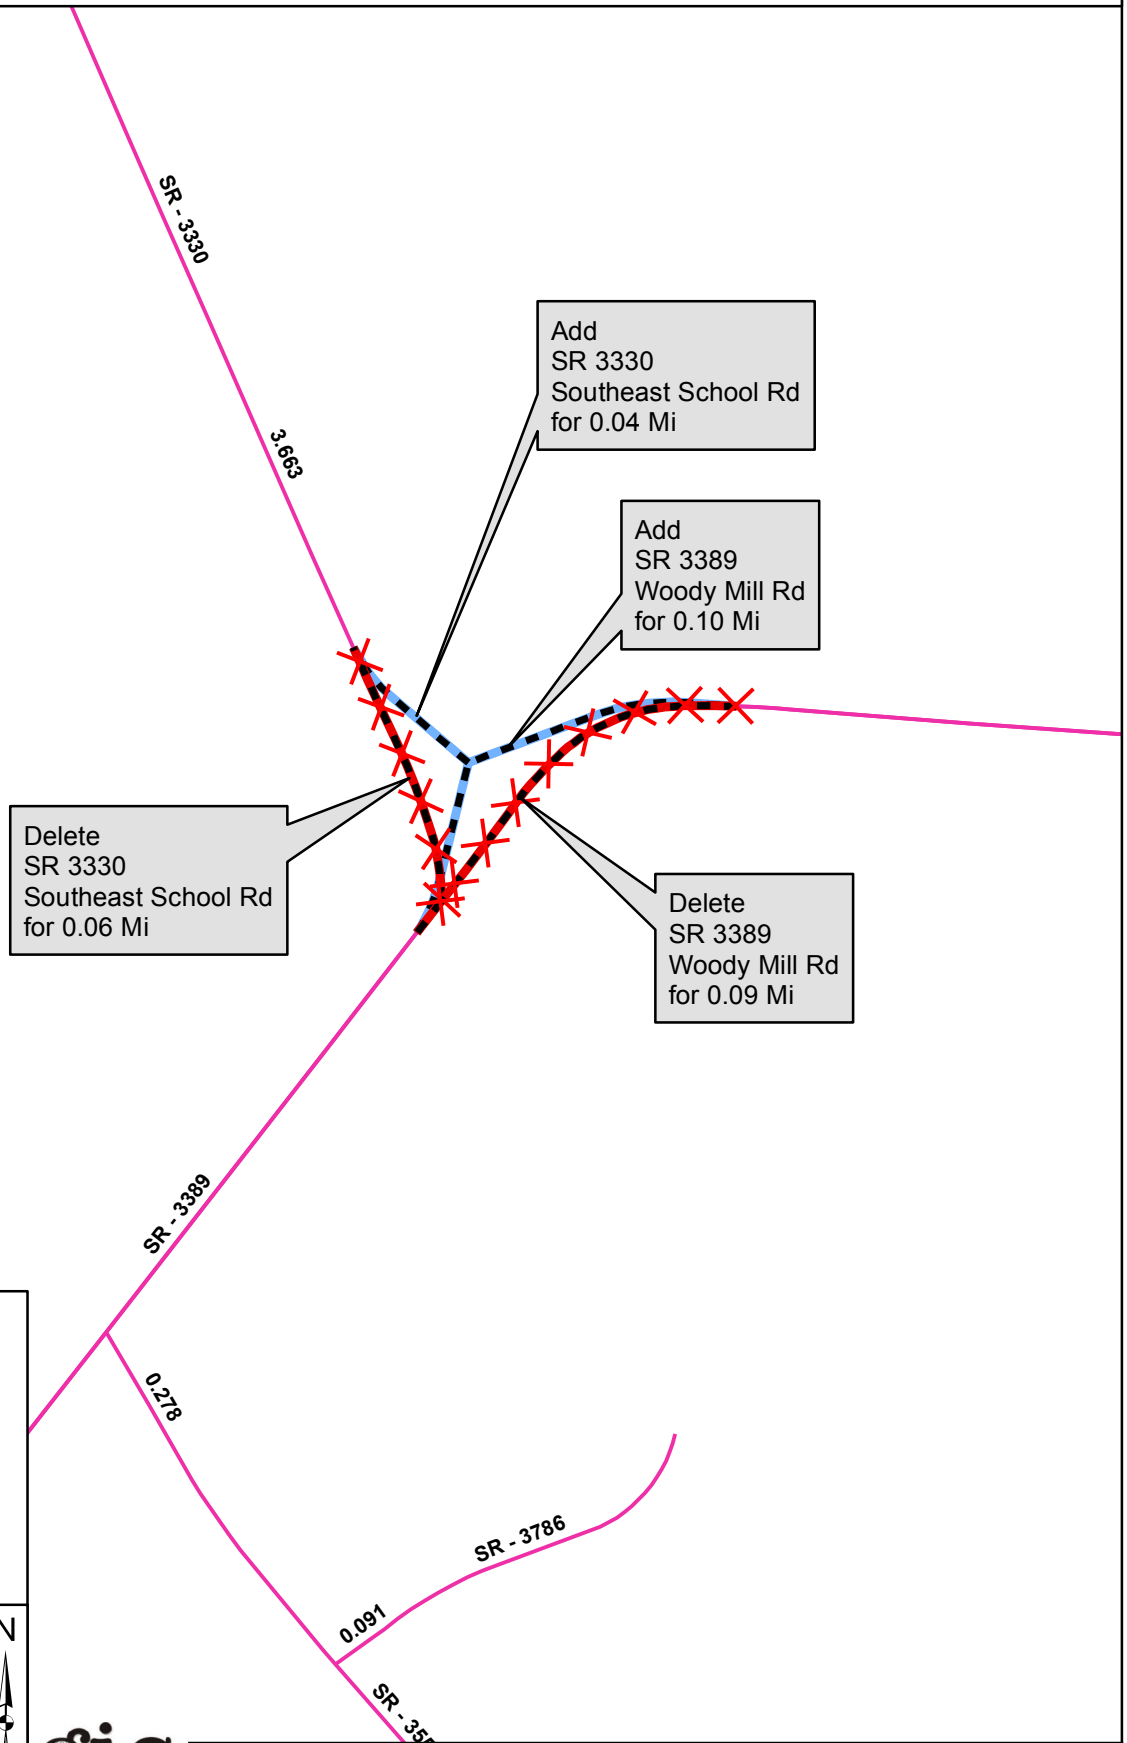 SR - 3330
3.663
Add
SR 3330
Southeast School Rd
for 0.04 Mi
Add
SR 3389
Woody Mill Rd
for 0.10 Mi
Delete
SR 3330
Southeast School Rd
for 0.06 Mi
Delete
SR 3389
Woody Mill Rd
for 0.09 Mi
SR - 3389
0.278
SR - 3786
0.091
SR -
N